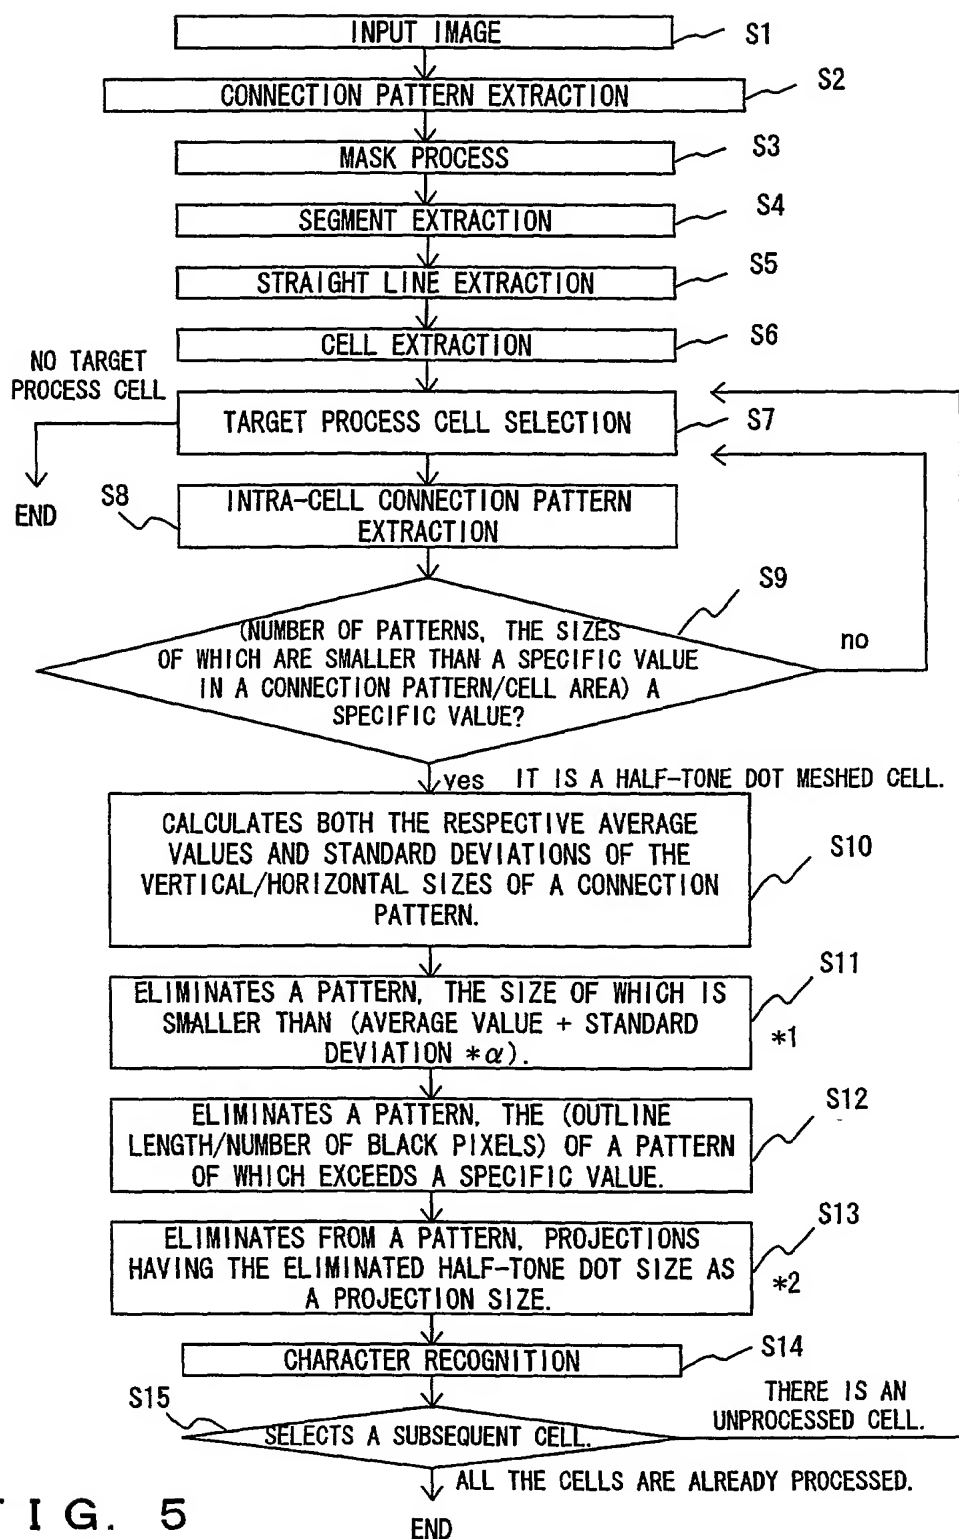 INPUT IMAGE
S1
CONNECTION PATTERN EXTRACTION
S2
MASK PROCESS
S3
SEGMENT EXTRACTION
S4
STRAIGHT LINE EXTRACTION
S5
CELL EXTRACTION
S6
NO TARGET
PROCESS CELL
TARGET PROCESS CELL SELECTION
S7
END
S8
INTRA-CELL CONNECTION PATTERN
EXTRACTION
S9
(NUMBER OF PATTERNS, THE SIZES
OF WHICH ARE SMALLER THAN A SPECIFIC VALUE
IN A CONNECTION PATTERN/CELL AREA) A
SPECIFIC VALUE?
no
yes
IT IS A HALF-TONE DOT MESHED CELL.
CALCULATES BOTH THE RESPECTIVE AVERAGE
VALUES AND STANDARD DEVIATIONS OF THE
VERTICAL/HORIZONTAL SIZES OF A CONNECTION
PATTERN.
S10
ELIMINATES A PATTERN, THE SIZE OF WHICH IS
SMALLER THAN (AVERAGE VALUE + STANDARD
DEVIATION *α).
S11
*1
ELIMINATES A PATTERN, THE (OUTLINE
LENGTH/NUMBER OF BLACK PIXELS) OF A PATTERN
OF WHICH EXCEEDS A SPECIFIC VALUE.
S12
ELIMINATES FROM A PATTERN, PROJECTIONS
HAVING THE ELIMINATED HALF-TONE DOT SIZE AS
A PROJECTION SIZE.
S13
*2
CHARACTER RECOGNITION
S14
S15
SELECTS A SUBSEQUENT CELL.
THERE IS AN
UNPROCESSED CELL.
ALL THE CELLS ARE ALREADY PROCESSED.
END
FIG. 5